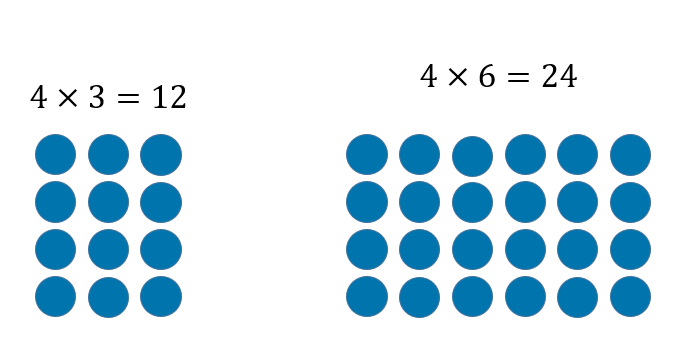 4 × 3 = 12
4 × 6 = 24